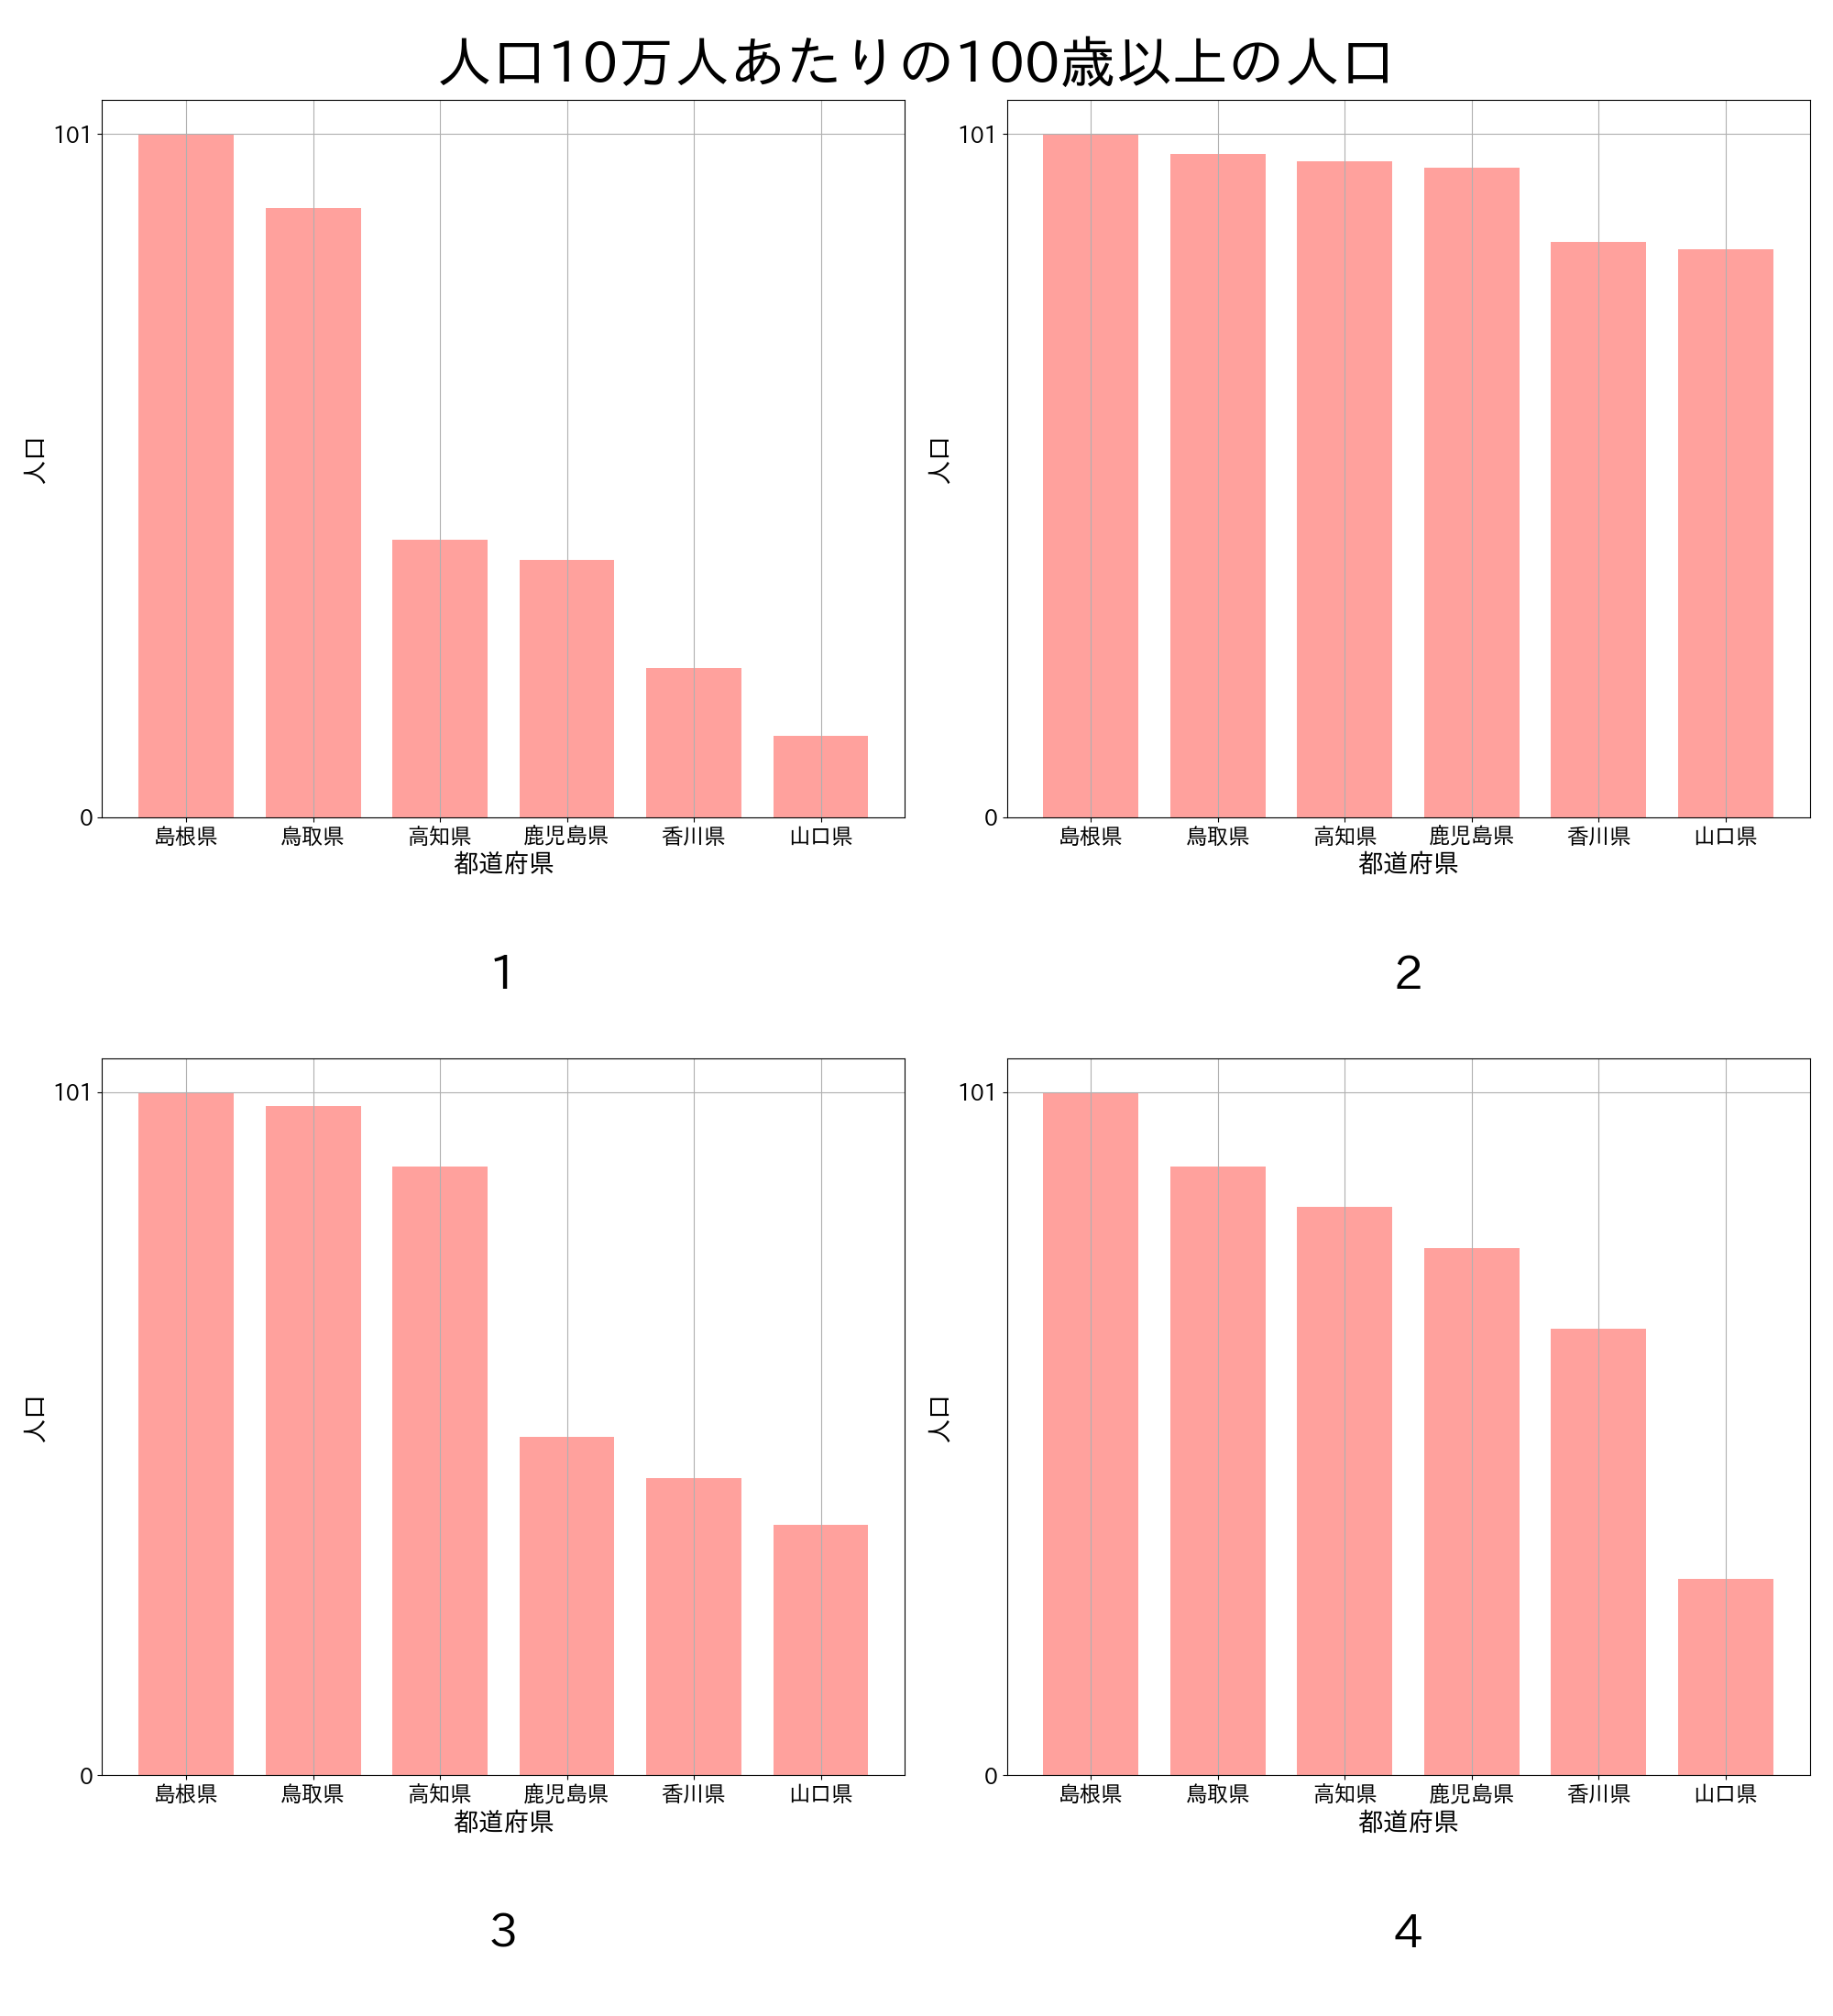 人口10万人あたりの100歳以上の人口
101
人口
0
島根県 鳥取県 高知県 鹿児島県 香川県 山口県
都道府県
1
101
人口
0
島根県 鳥取県 高知県 鹿児島県 香川県 山口県
都道府県
2
101
人口
0
島根県 鳥取県 高知県 鹿児島県 香川県 山口県
都道府県
3
101
人口
0
島根県 鳥取県 高知県 鹿児島県 香川県 山口県
都道府県
4